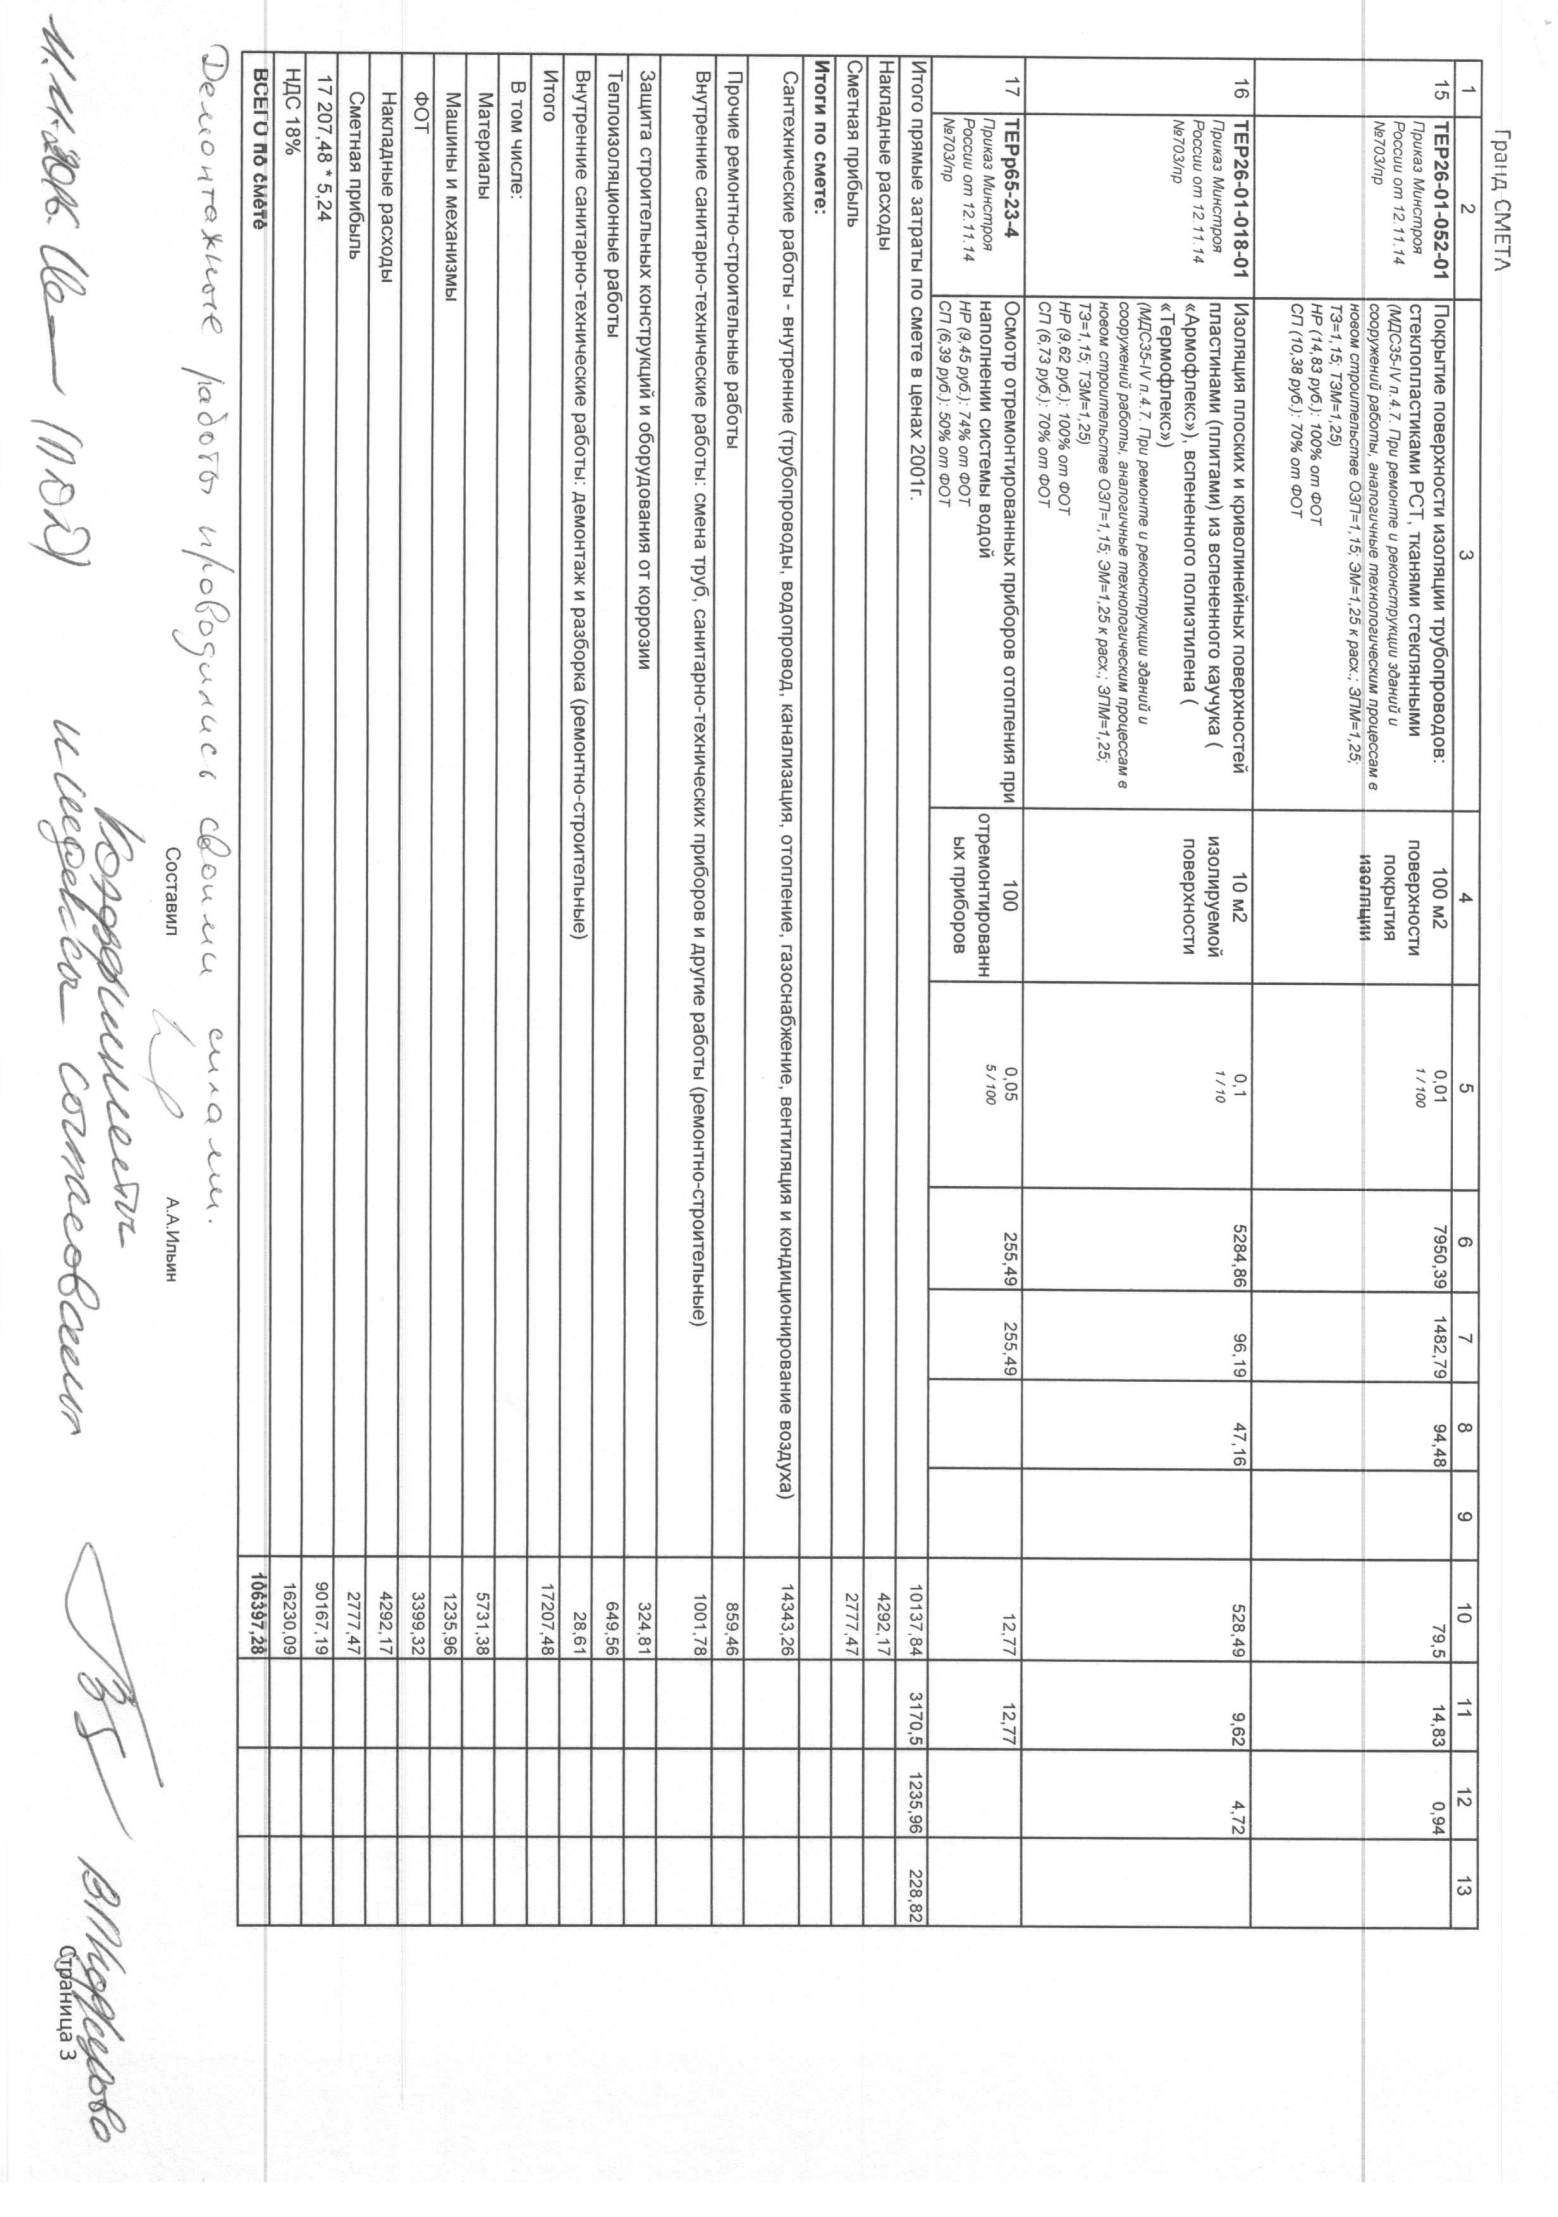 Гранд-СМЕТА
1 2 3 4 5 6 7 8 9 10 11 12 13
15 ТЕР26-01-052-01 Покрытие поверхности изоляции трубопроводов: 100 м2 0,01 7950,39 1482,79 94,48 79,5 14,83 0,94
Приказ Минстроя стеклопластиками РСТ, тканями стеклянными поверхности 1 / 100
России от 12.11.14 (МДС35-IV п.4.7. При ремонте и реконструкции зданий и покрытия
№703/пр сооружений работы, аналогичные технологическим процессам в изоляции
новом строительстве ОЗП=1,15; ЭМ=1,25 к расх.; ЗПМ=1,25;
ТЗ=1,15; ТЗМ=1,25)
НР (14,83 руб.): 100% от ФОТ
СП (10,38 руб.): 70% от ФОТ
16 ТЕР26-01-018-01 Изоляция плоских и криволинейных поверхностей 10 м2 0,1 5284,86 96,19 47,16 528,49 9,62 4,72
Приказ Минстроя пластинами (плитами) из вспененного каучука ( изолируемой 1 / 10
России от 12.11.14 «Армофлекс»), вспененного полиэтилена ( поверхности
№703/пр «Термофлекс»)
(МДС35-IV п.4.7. При ремонте и реконструкции зданий и
сооружений работы, аналогичные технологическим процессам в
новом строительстве ОЗП=1,15; ЭМ=1,25 к расх.; ЗПМ=1,25;
ТЗ=1,15; ТЗМ=1,25)
НР (9,62 руб.): 100% от ФОТ
СП (6,73 руб.): 70% от ФОТ
17 ТЕРр65-23-4 Осмотр отремонтированных приборов отопления при 100 0,05 255,49 255,49 12,77 12,77
Приказ Минстроя наполнении системы водой отремонтированн 5 / 100
России от 12.11.14 НР (9,45 руб.): 74% от ФОТ ых приборов
№703/пр СП (6,39 руб.): 50% от ФОТ
Итого прямые затраты по смете в ценах 2001г. 10137,84 3170,5 1235,96 228,82
Накладные расходы 4292,17
Сметная прибыль 2777,47
Итоги по смете:
Сантехнические работы - внутренние (трубопроводы, водопровод, канализация, отопление, газоснабжение, вентиляция и кондиционирование воздуха) 14343,26
Прочие ремонтно-строительные работы 859,46
Внутренние санитарно-технические работы: смена труб, санитарно-технических приборов и другие работы (ремонтно-строительные) 1001,78
Защита строительных конструкций и оборудования от коррозии 324,81
Теплоизоляционные работы 649,56
Внутренние санитарно-технические работы: демонтаж и разборка (ремонтно-строительные) 28,61
Итого 17207,48
В том числе:
Материалы 5731,38
Машины и механизмы 1235,96
ФОТ 3399,32
Накладные расходы 4292,17
Сметная прибыль 2777,47
17 207,48 * 5,24 90167,19
НДС 18% 16230,09
ВСЕГО по смете 106397,28
Демонтажные работы проводились своими силами.
Составил А.А.Ильин
Коэффициенты
и индексы согласованы
Страница 3